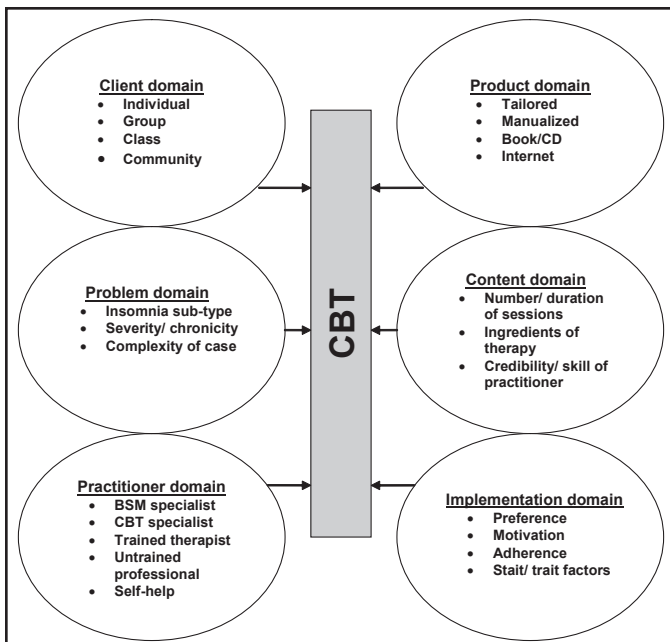 Client domain
• Individual
• Group
• Class
• Community
Problem domain
• Insomnia sub-type
• Severity/ chronicity
• Complexity of case
Practitioner domain
• BSM specialist
• CBT specialist
• Trained therapist
• Untrained
professional
• Self-help
CBT
Product domain
• Tailored
• Manualized
• Book/CD
• Internet
Content domain
• Number/ duration
of sessions
• Ingredients of
therapy
• Credibility/ skill of
practitioner
Implementation domain
• Preference
• Motivation
• Adherence
• Stait/ trait factors